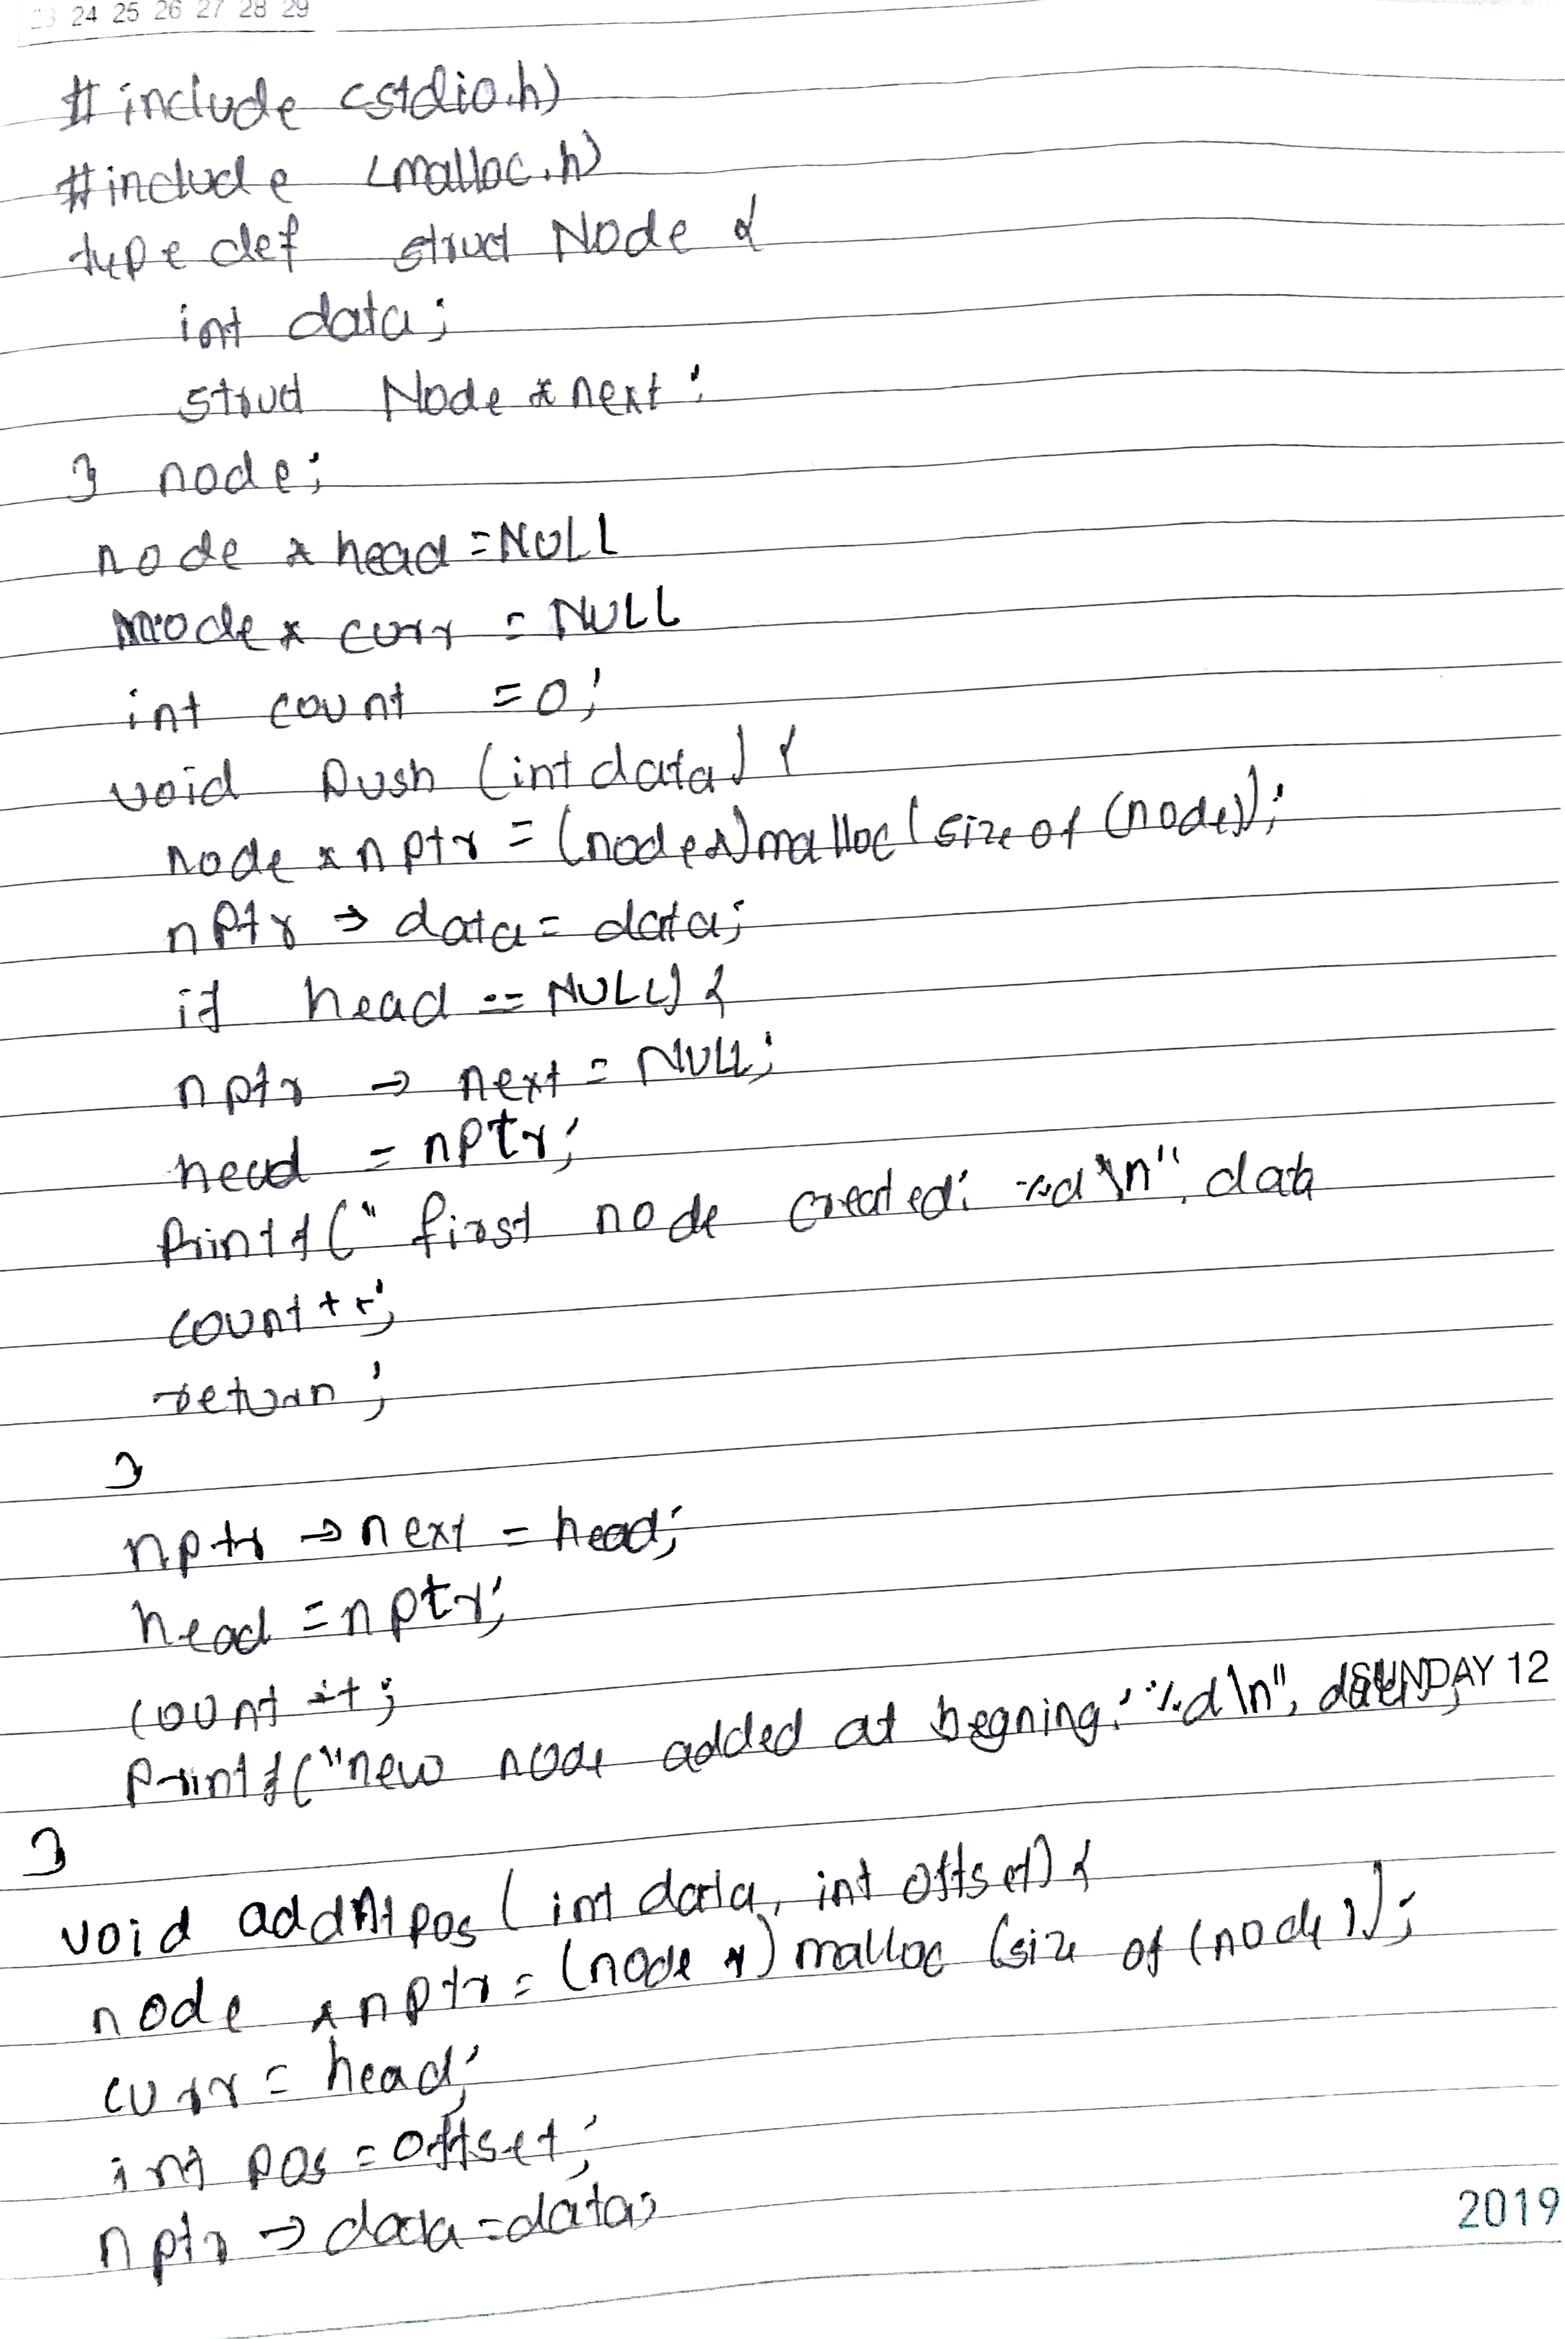 23 24 25 26 27 28 29
#include <stdio.h>
#include <malloc.h>
typedef struct Node {
int data;
struct Node *next;
} node;
node * head = NULL
node * curr = NULL
int count = 0;
void Push (int data) {
node * nptr = (node*)malloc (size of (node));
nptr → data = data;
if head == NULL) {
nptr → next = NULL;
head = nptr;
Printf (" first node created: %d \n", data
count ++;
return ;
}
nptr → next = head;
head = nptr;
count ++;
Printf ("new node added at begning: %d \n", data);
SUNDAY 12
}
void addAtpos ( int data, int offset) {
node * nptr = (node *) malloc (size of (node));
curr = head;
int pos = offset;
nptr → data = data;
2019